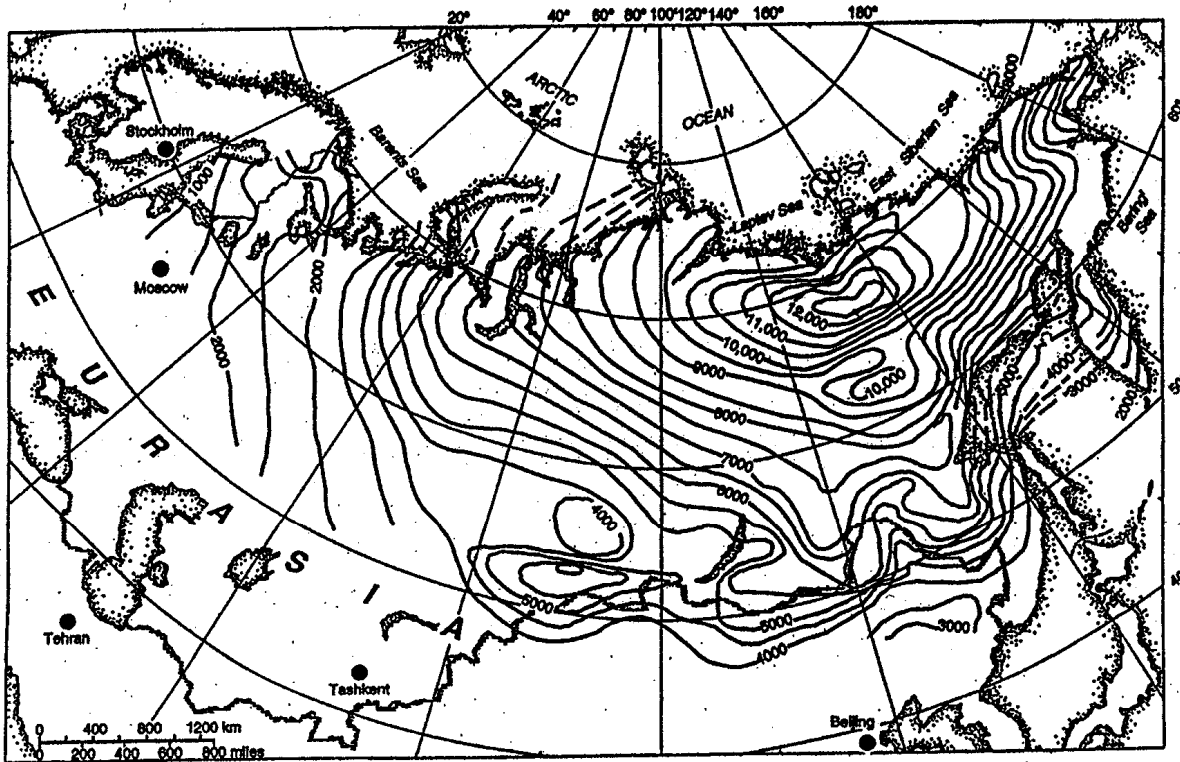 20° 40° 60° 80° 100° 120° 140° 160° 180°
ARCTIC
OCEAN
Stockholm
Barents Sea
East Siberian Sea
Laptev Sea
Bering Sea
60°
1000
Moscow
2000
2000
12,000
11,000
10,000
9000
10,000
8000
7000
6000
5000
4000
3000
2000
4000
5000
5000
4000
3000
EURASIA
Tehran
Tashkent
Beijing
0 400 800 1200 km
200 400 600 800 miles